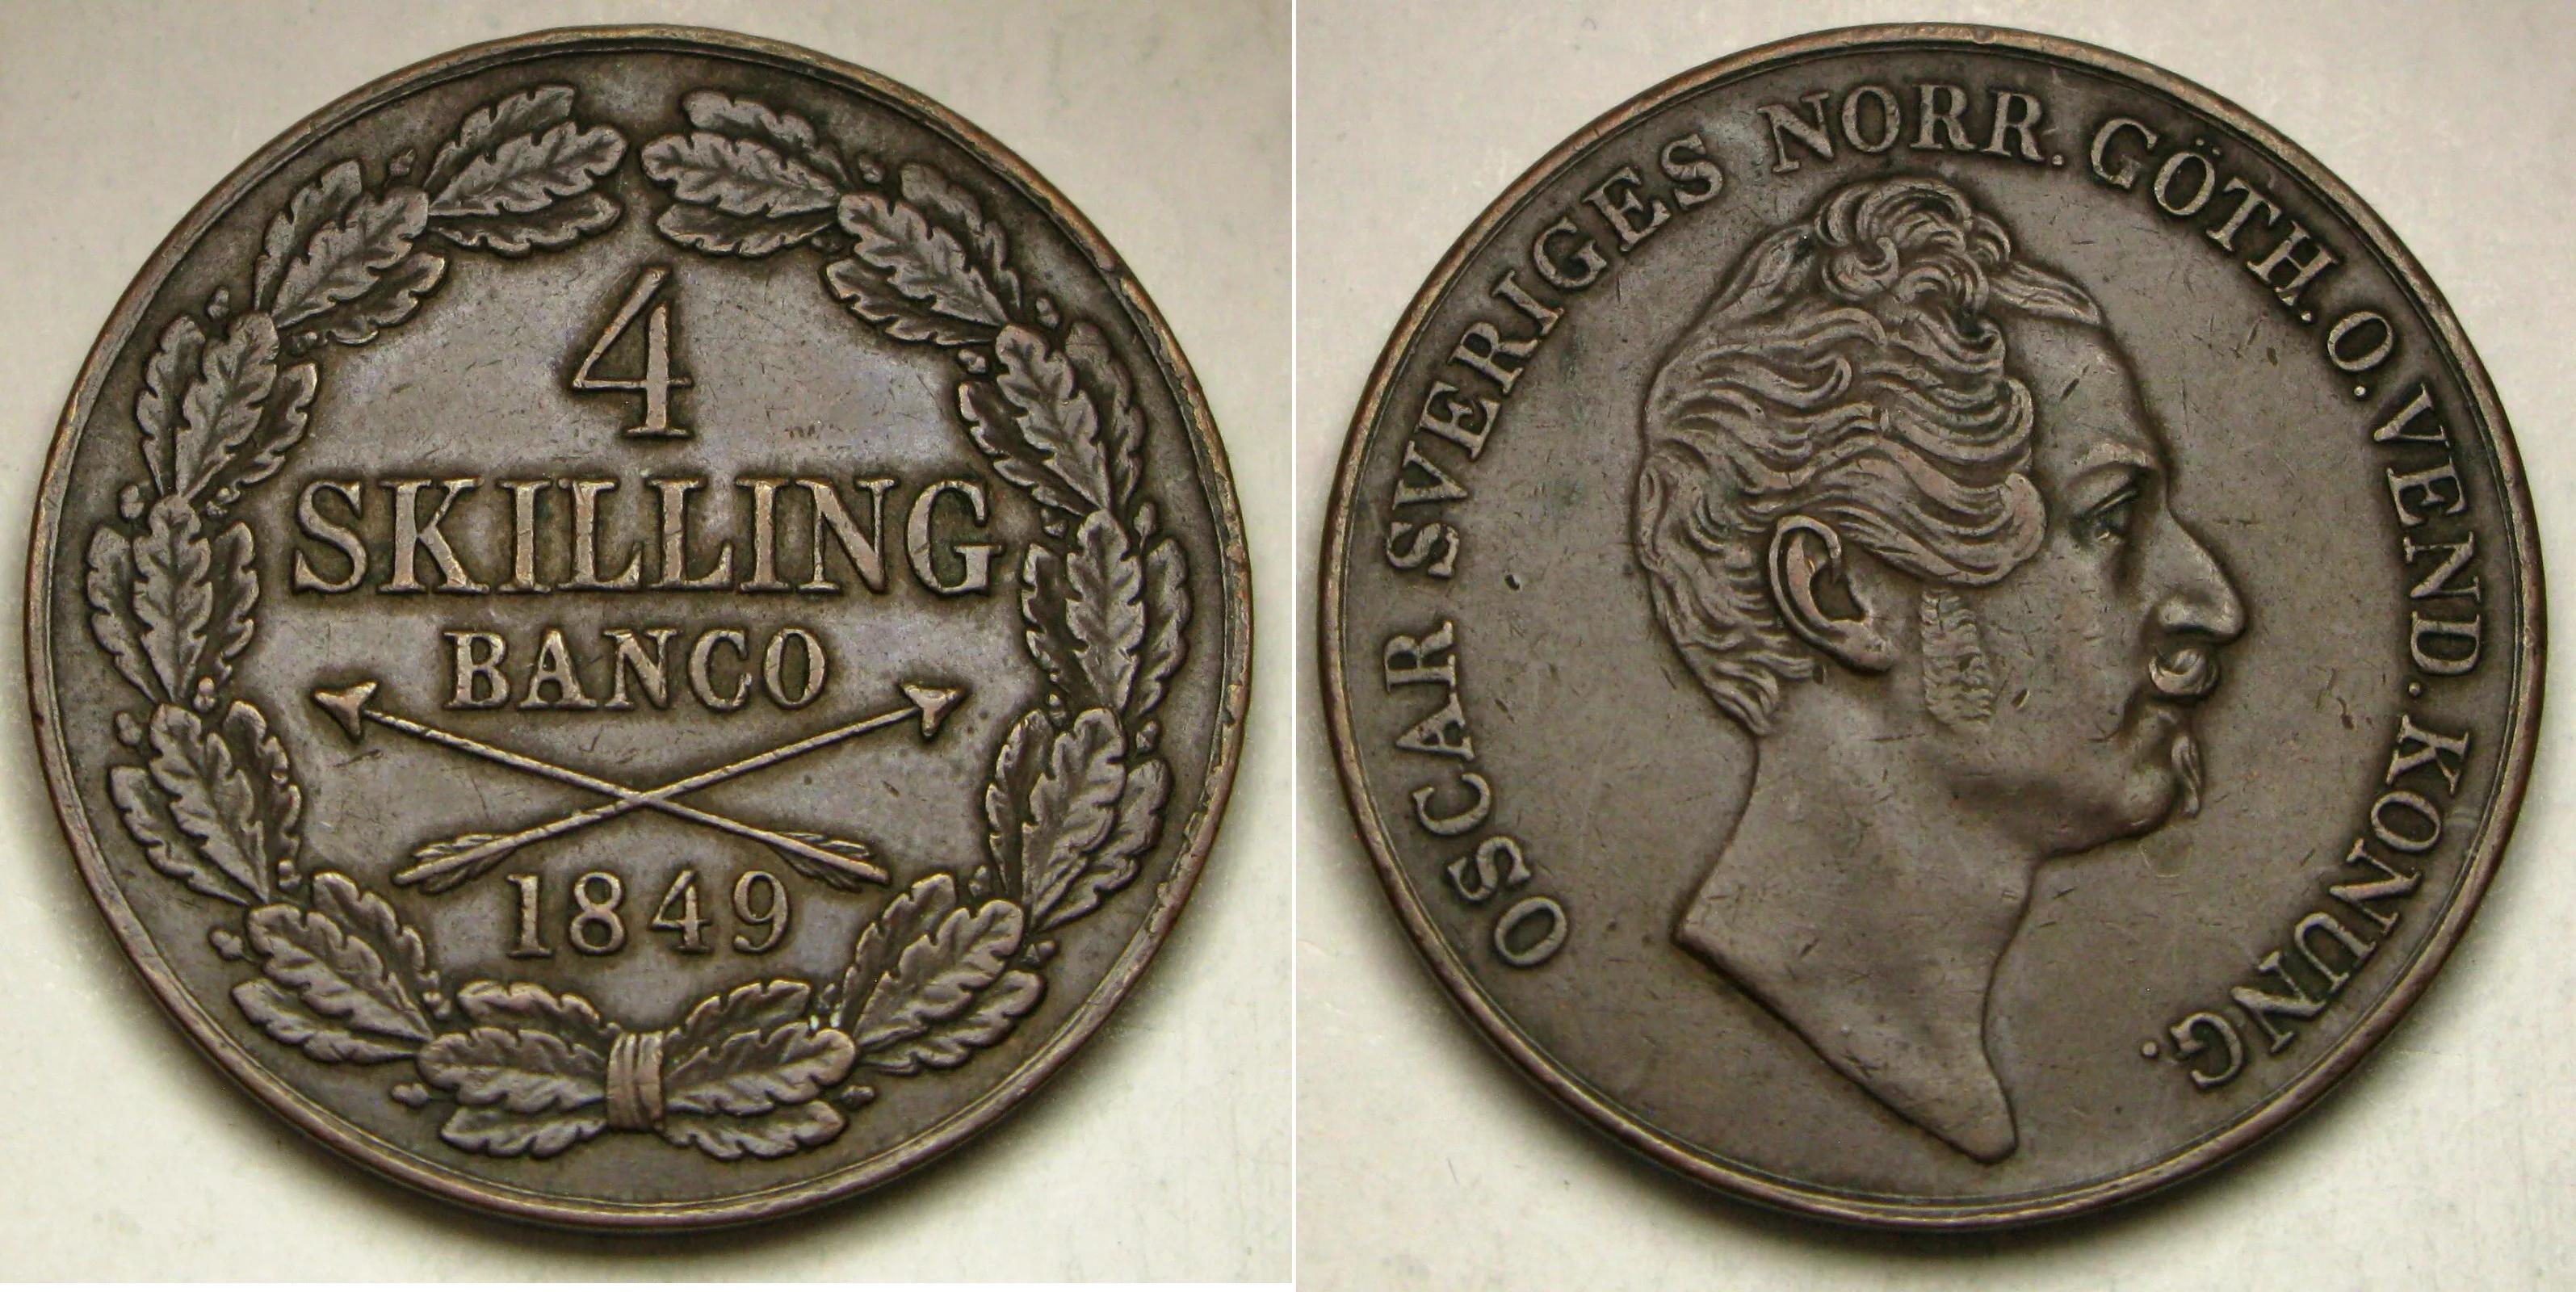 4
SKILLING
BANCO
1849
OSCAR SVERIGES NORR. GÖTH. O. VEND. KONUNG.